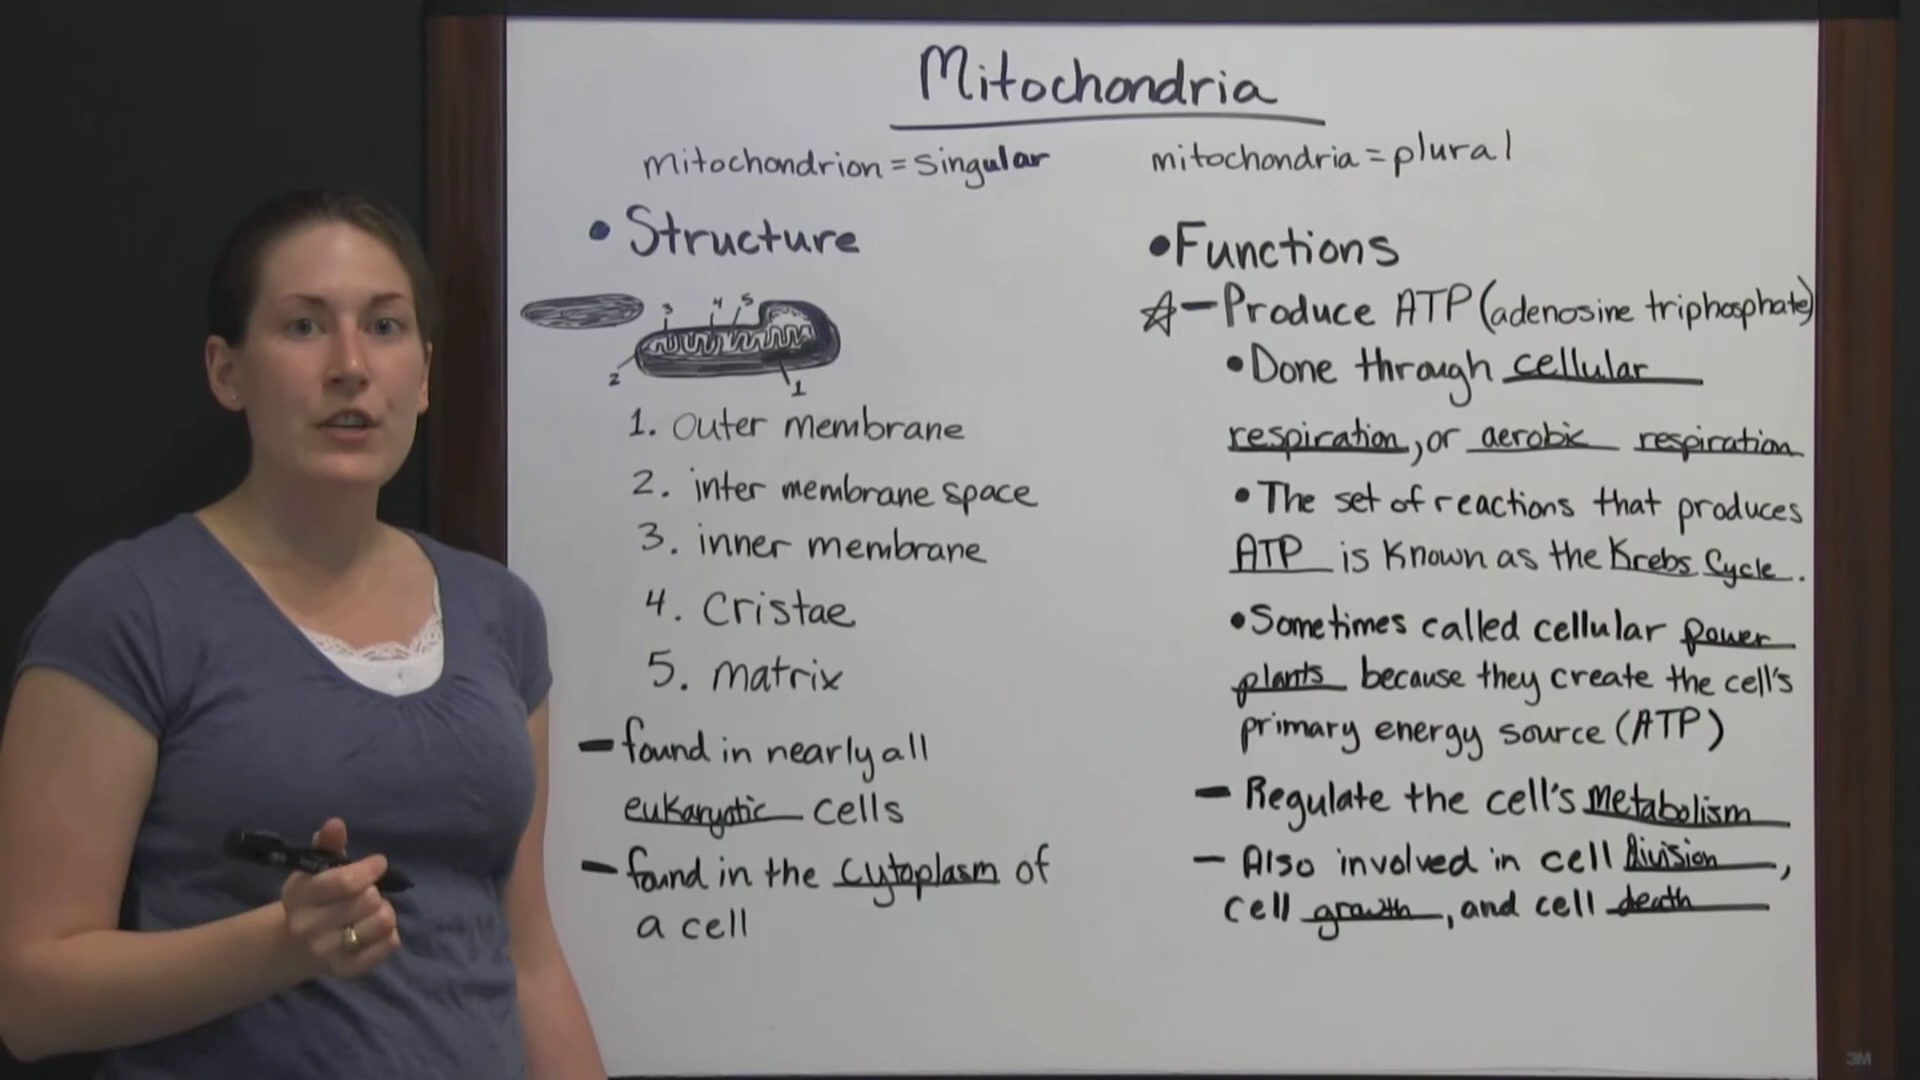 Mitochondria
mitochondrion = singular
mitochondria = plural
• Structure
3 4 5
2
1
1. outer membrane
2. inter membrane space
3. inner membrane
4. Cristae
5. matrix
– found in nearly all
eukaryotic cells
– found in the cytoplasm of
a cell
• Functions
☆ – Produce ATP (adenosine triphosphate)
• Done through cellular
respiration, or aerobic respiration
• The set of reactions that produces
ATP is known as the Krebs Cycle.
• Sometimes called cellular power
plants because they create the cell's
primary energy source (ATP)
– Regulate the cell's metabolism
– Also involved in cell division,
cell growth, and cell death
3M